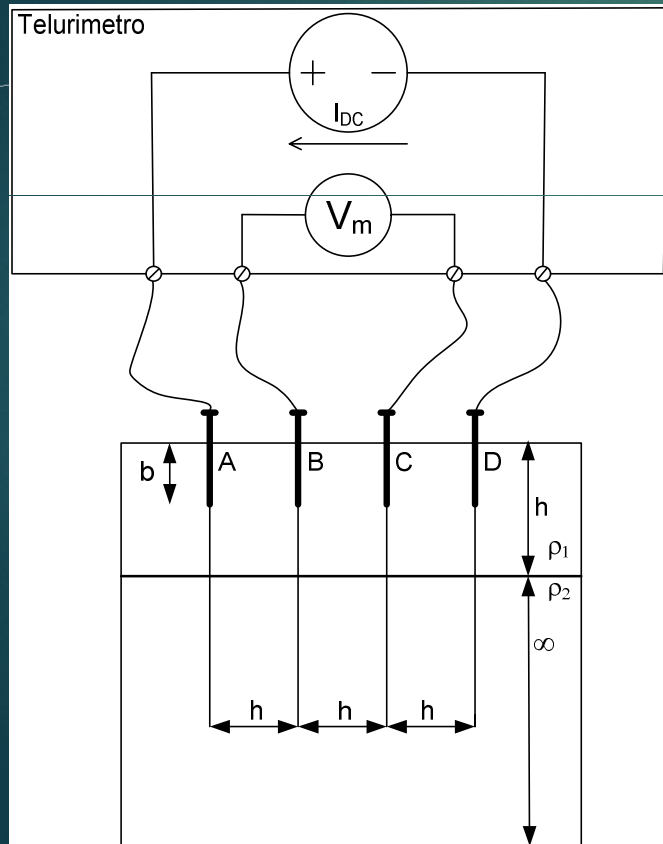 Telurimetro
+ −
I_DC
V_m
A B C D
b
h
ρ₁
ρ₂
∞
h h h